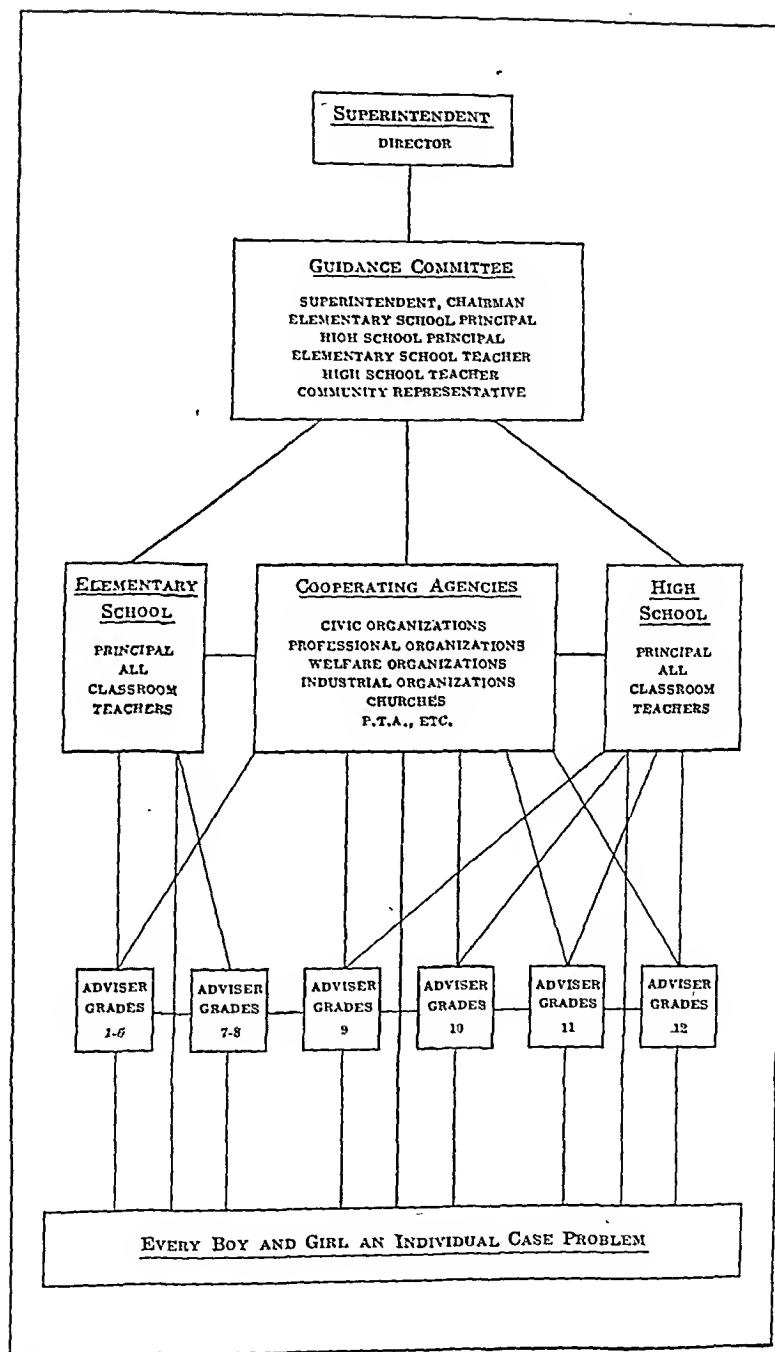 SUPERINTENDENT
DIRECTOR
GUIDANCE COMMITTEE
SUPERINTENDENT, CHAIRMAN
ELEMENTARY SCHOOL PRINCIPAL
HIGH SCHOOL PRINCIPAL
ELEMENTARY SCHOOL TEACHER
HIGH SCHOOL TEACHER
COMMUNITY REPRESENTATIVE
ELEMENTARY
SCHOOL
PRINCIPAL
ALL
CLASSROOM
TEACHERS
COOPERATING AGENCIES
CIVIC ORGANIZATIONS
PROFESSIONAL ORGANIZATIONS
WELFARE ORGANIZATIONS
INDUSTRIAL ORGANIZATIONS
CHURCHES
P.T.A., ETC.
HIGH
SCHOOL
PRINCIPAL
ALL
CLASSROOM
TEACHERS
ADVISER
GRADES
1-6
ADVISER
GRADES
7-8
ADVISER
GRADES
9
ADVISER
GRADES
10
ADVISER
GRADES
11
ADVISER
GRADES
12
EVERY BOY AND GIRL AN INDIVIDUAL CASE PROBLEM